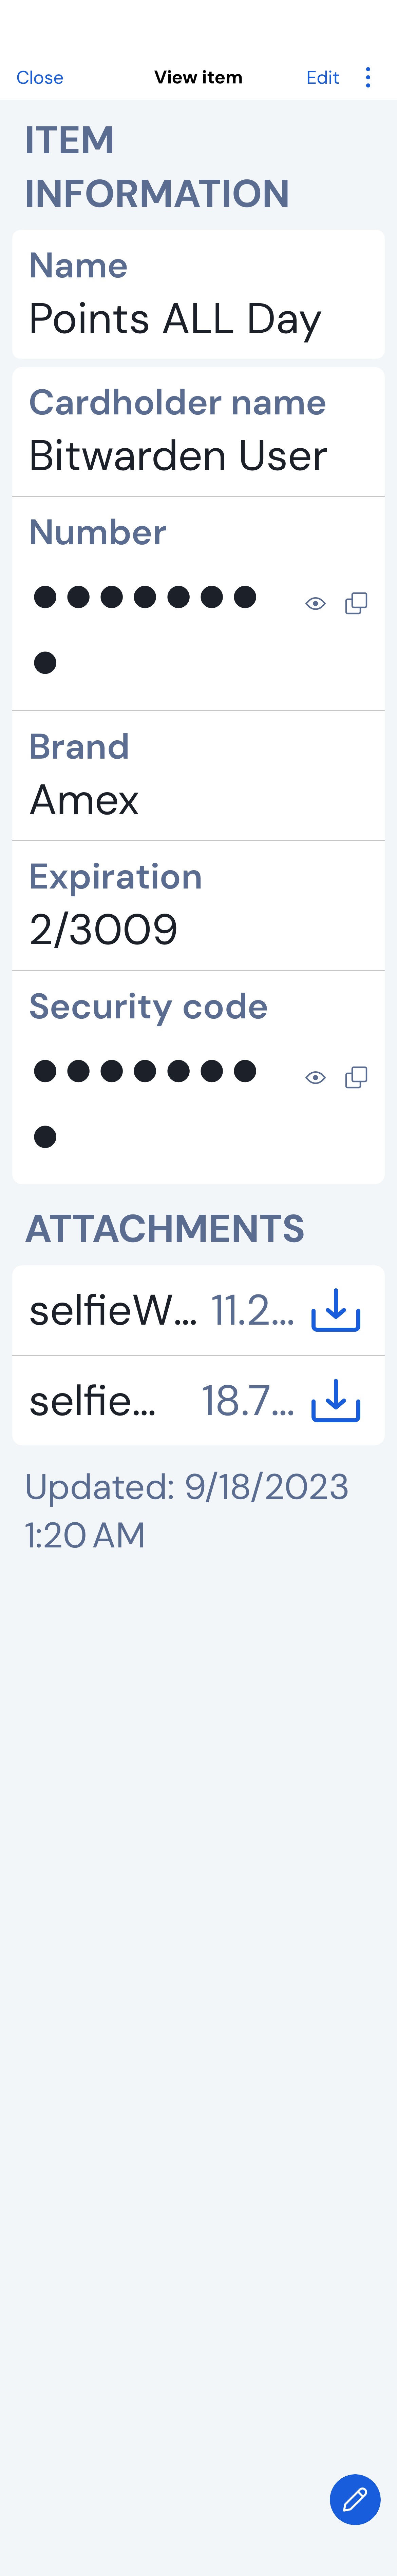 Close View item Edit
ITEM
INFORMATION
Name
Points ALL Day
Cardholder name
Bitwarden User
Number
●●●●●●●
●
Brand
Amex
Expiration
2/3009
Security code
●●●●●●●
●
ATTACHMENTS
selfieW... 11.2...
selfie... 18.7...
Updated: 9/18/2023
1:20 AM